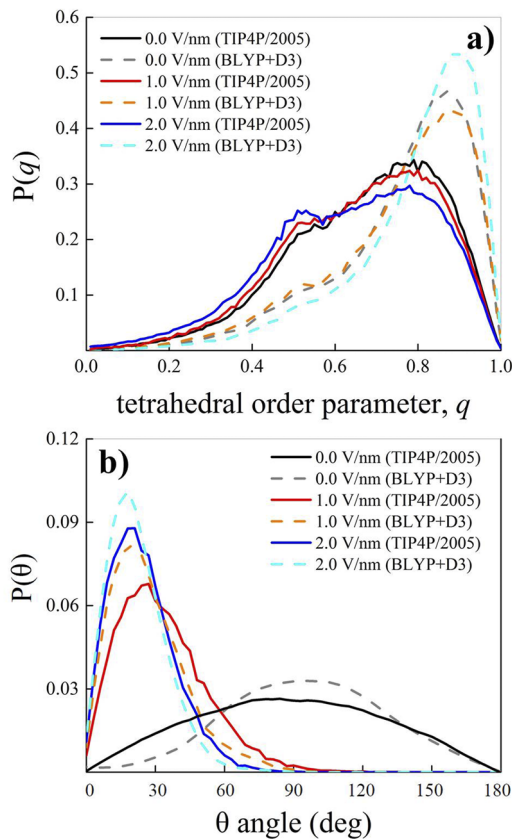 0.6
0.5
0.4
0.3
0.2
0.1
0.0
P(q)
0.0 V/nm (TIP4P/2005)
0.0 V/nm (BLYP+D3)
1.0 V/nm (TIP4P/2005)
1.0 V/nm (BLYP+D3)
2.0 V/nm (TIP4P/2005)
2.0 V/nm (BLYP+D3)
a)
0.0 0.2 0.4 0.6 0.8 1.0
tetrahedral order parameter, q
0.12
0.09
0.06
0.03
P(θ)
b)
0.0 V/nm (TIP4P/2005)
0.0 V/nm (BLYP+D3)
1.0 V/nm (TIP4P/2005)
1.0 V/nm (BLYP+D3)
2.0 V/nm (TIP4P/2005)
2.0 V/nm (BLYP+D3)
0 30 60 90 120 150 180
θ angle (deg)